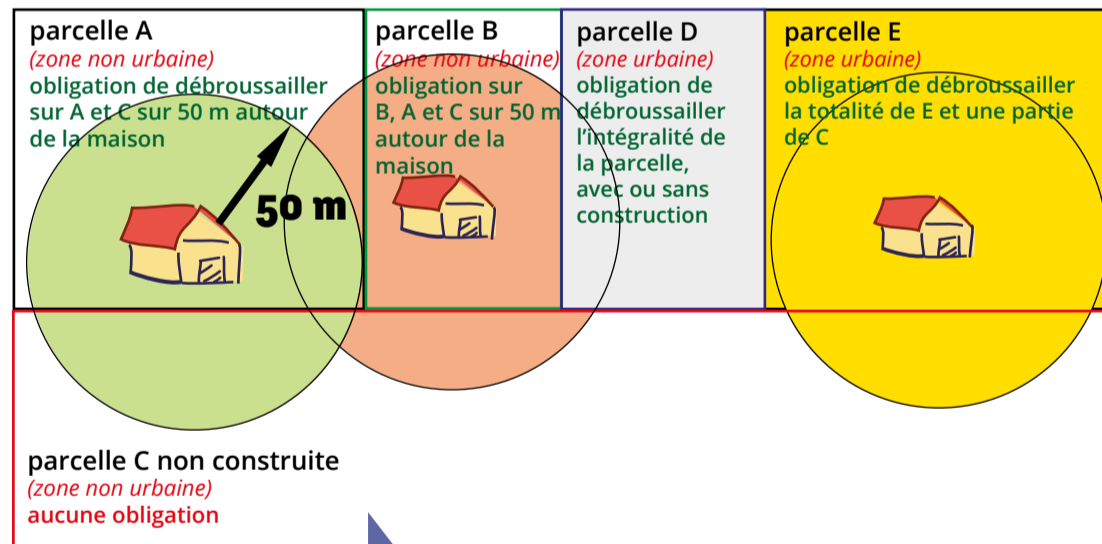 parcelle A
(zone non urbaine)
obligation de débroussailler
sur A et C sur 50 m autour
de la maison
50 m
parcelle B
(zone non urbaine)
obligation sur
B, A et C sur 50 m
autour de la
maison
parcelle D
(zone urbaine)
obligation de
débroussailler
l’intégralité de
la parcelle,
avec ou sans
construction
parcelle E
(zone urbaine)
obligation de débroussailler
la totalité de E et une partie
de C
parcelle C non construite
(zone non urbaine)
aucune obligation